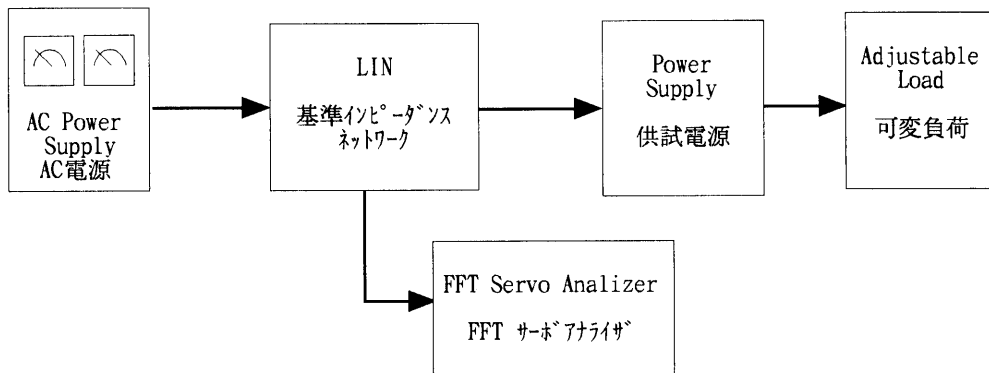 AC Power
Supply
AC電源
LIN
基準インピーダンス
ネットワーク
Power
Supply
供試電源
Adjustable
Load
可変負荷
FFT Servo Analizer
FFT サーボアナライザ